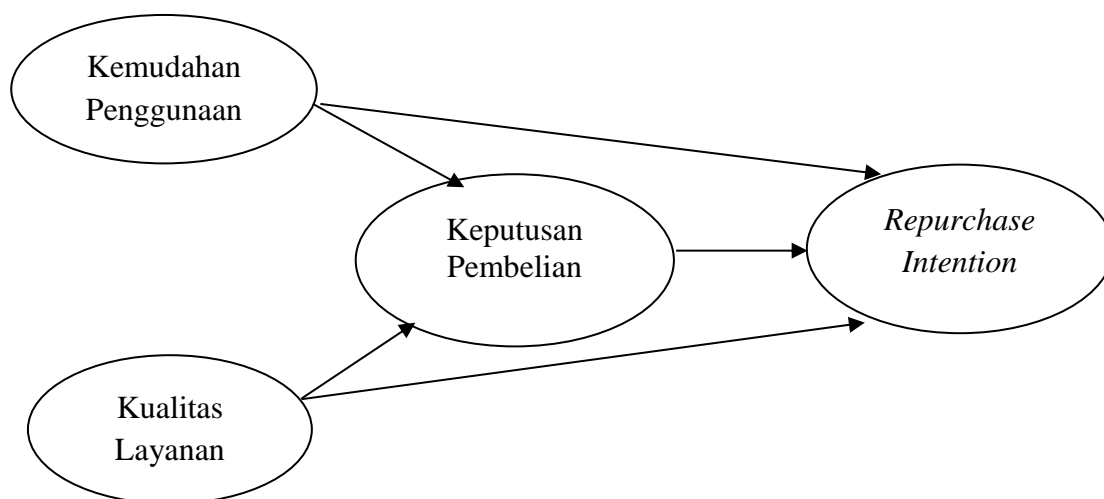 Kemudahan
Penggunaan
Keputusan
Pembelian
Repurchase
Intention
Kualitas
Layanan